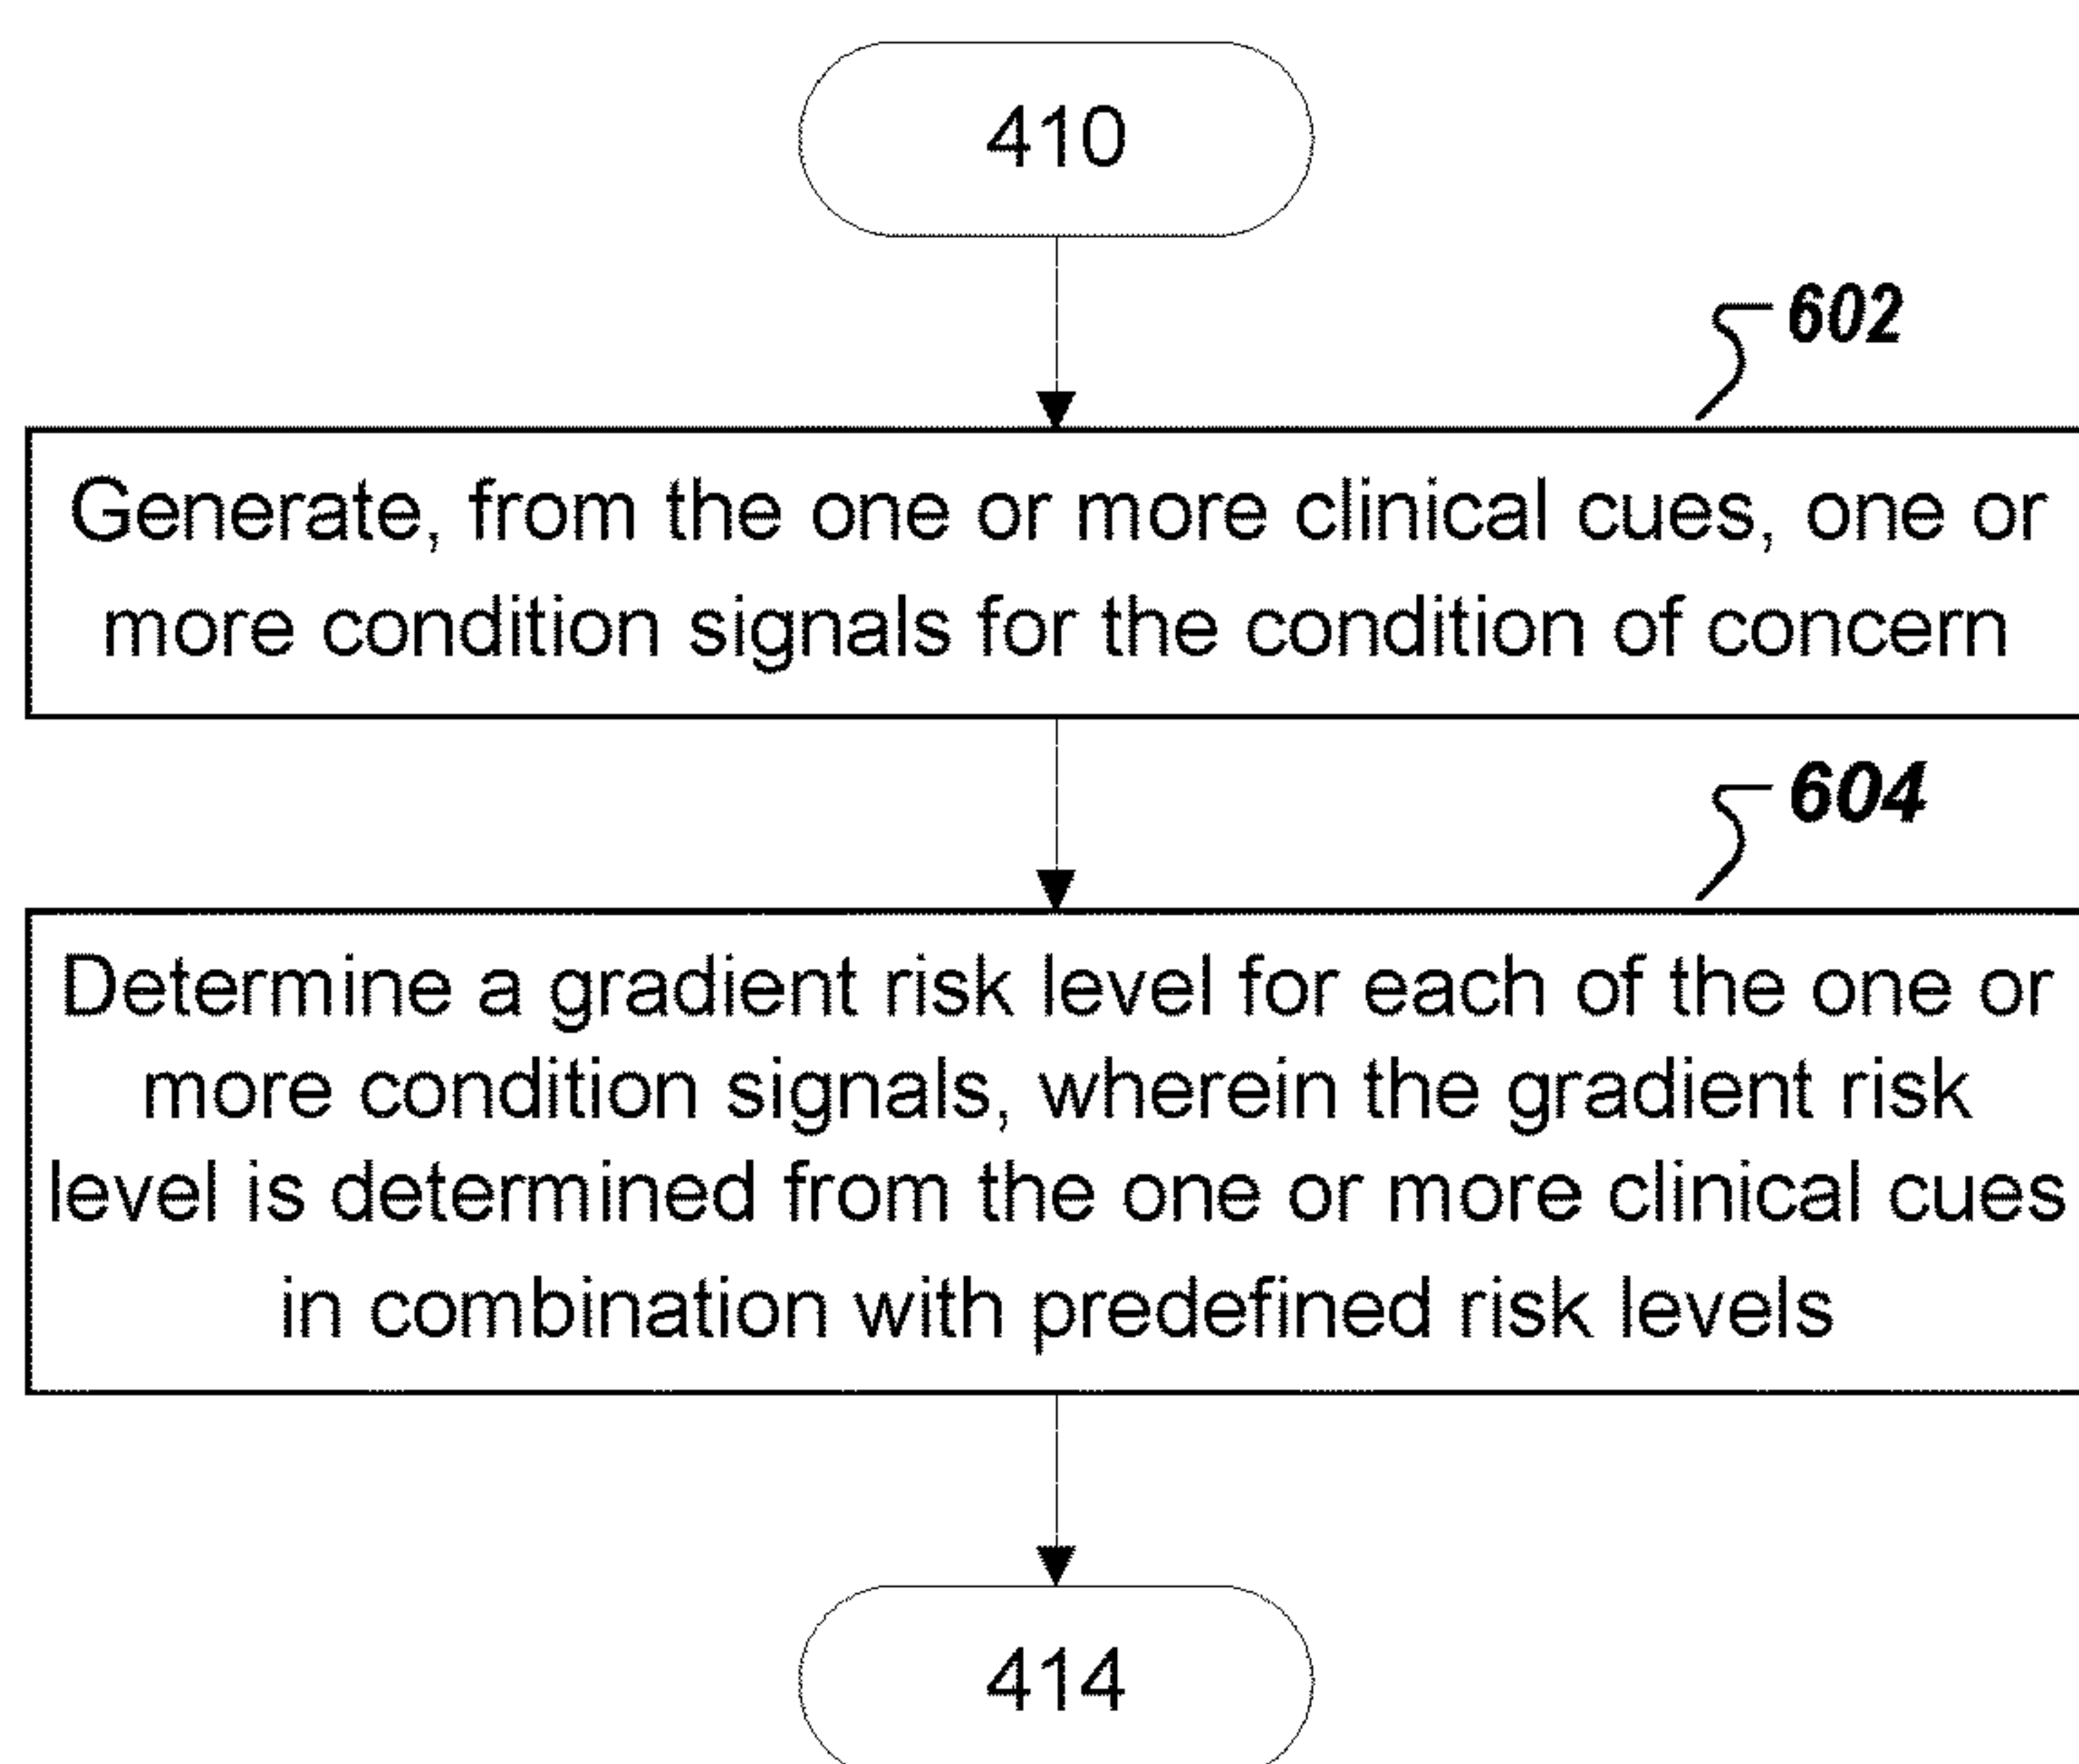 410
602
Generate, from the one or more clinical cues, one or
more condition signals for the condition of concern
604
Determine a gradient risk level for each of the one or
more condition signals, wherein the gradient risk
level is determined from the one or more clinical cues
in combination with predefined risk levels
414